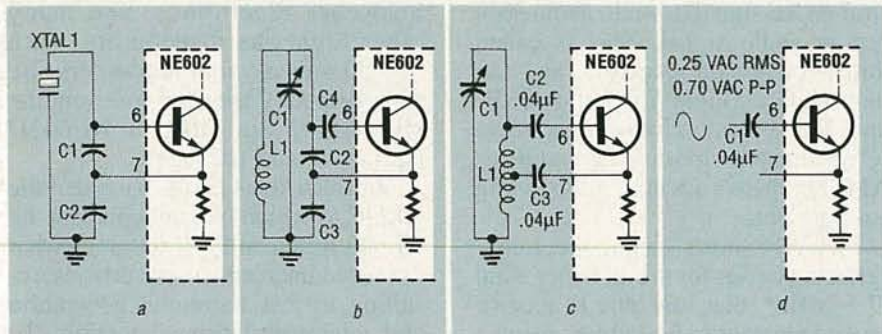 XTAL1
NE602
6
C1
7
C2
a
NE602
C4
6
C1
L1
C2
7
C3
b
NE602
C2
.04µF
6
C1
L1
7
C3
.04µF
c
NE602
0.25 VAC RMS
0.70 VAC P-P
6
C1
.04µF
7
d